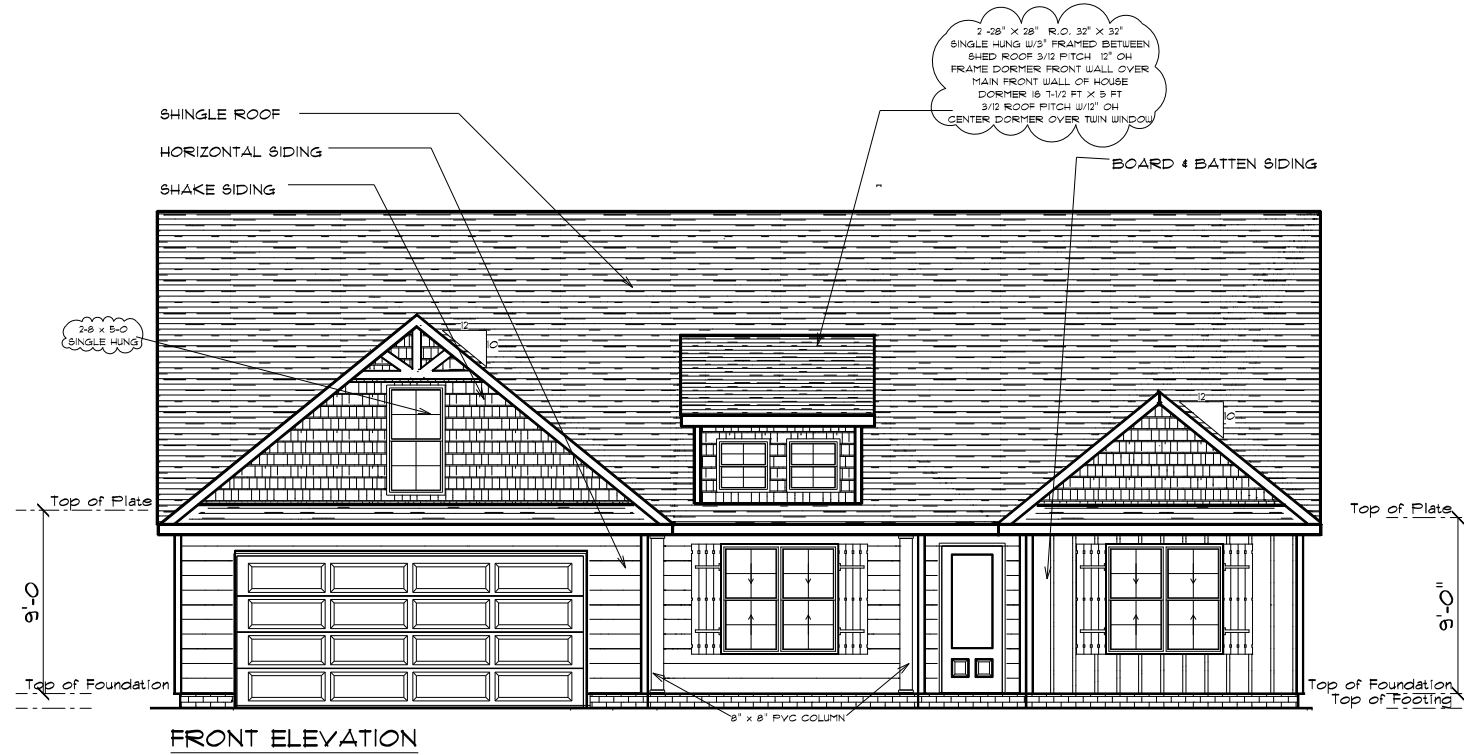 2 -28" X 28" R.O. 32" X 32"
SINGLE HUNG W/3" FRAMED BETWEEN
SHED ROOF 3/12 PITCH 12" OH
FRAME DORMER FRONT WALL OVER
MAIN FRONT WALL OF HOUSE
DORMER IS 7-1/2 FT X 5 FT
3/12 ROOF PITCH W/12" OH
CENTER DORMER OVER TWIN WINDOW
SHINGLE ROOF
HORIZONTAL SIDING
BOARD & BATTEN SIDING
SHAKE SIDING
2-8 x 5-0
SINGLE HUNG
12
10
12
10
Top of Plate
Top of Plate
9'-0
9'-0"
Top of Foundation
Top of Foundation
Top of Footing
8" x 8' PVC COLUMN
FRONT ELEVATION